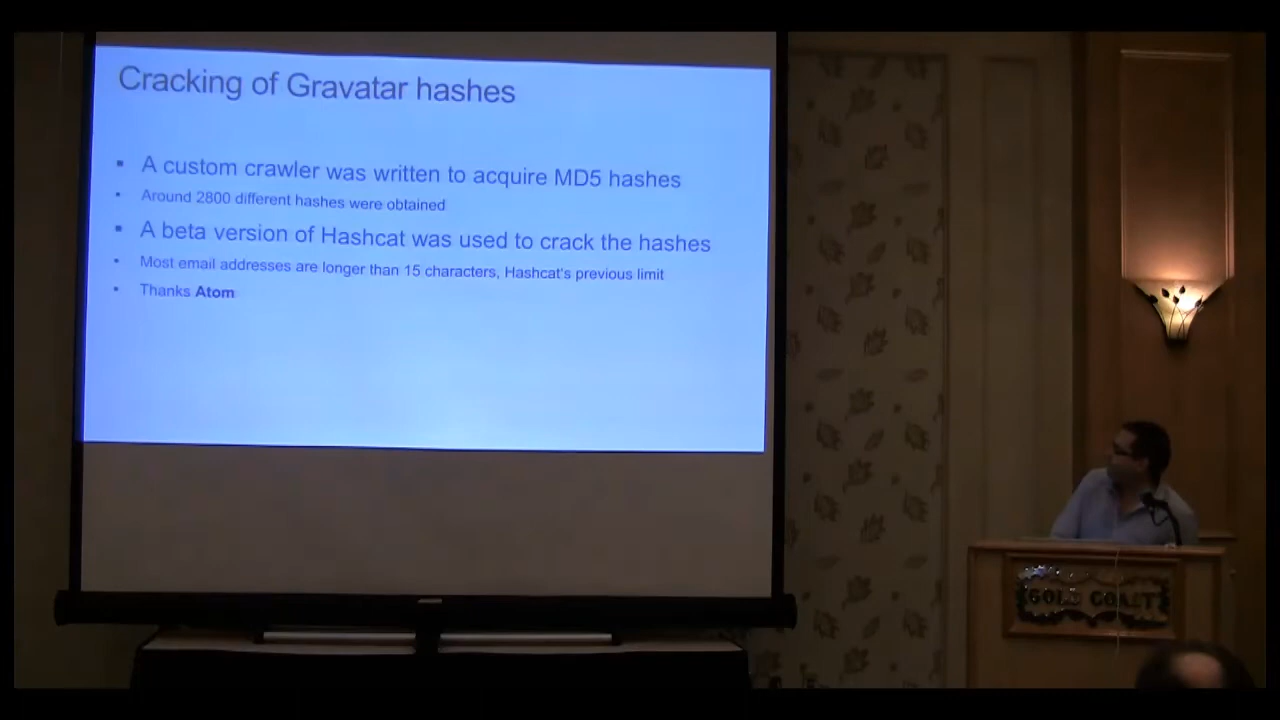 Cracking of Gravatar hashes
▪ A custom crawler was written to acquire MD5 hashes
• Around 2800 different hashes were obtained
▪ A beta version of Hashcat was used to crack the hashes
• Most email addresses are longer than 15 characters, Hashcat's previous limit
• Thanks Atom
GOLD COAST